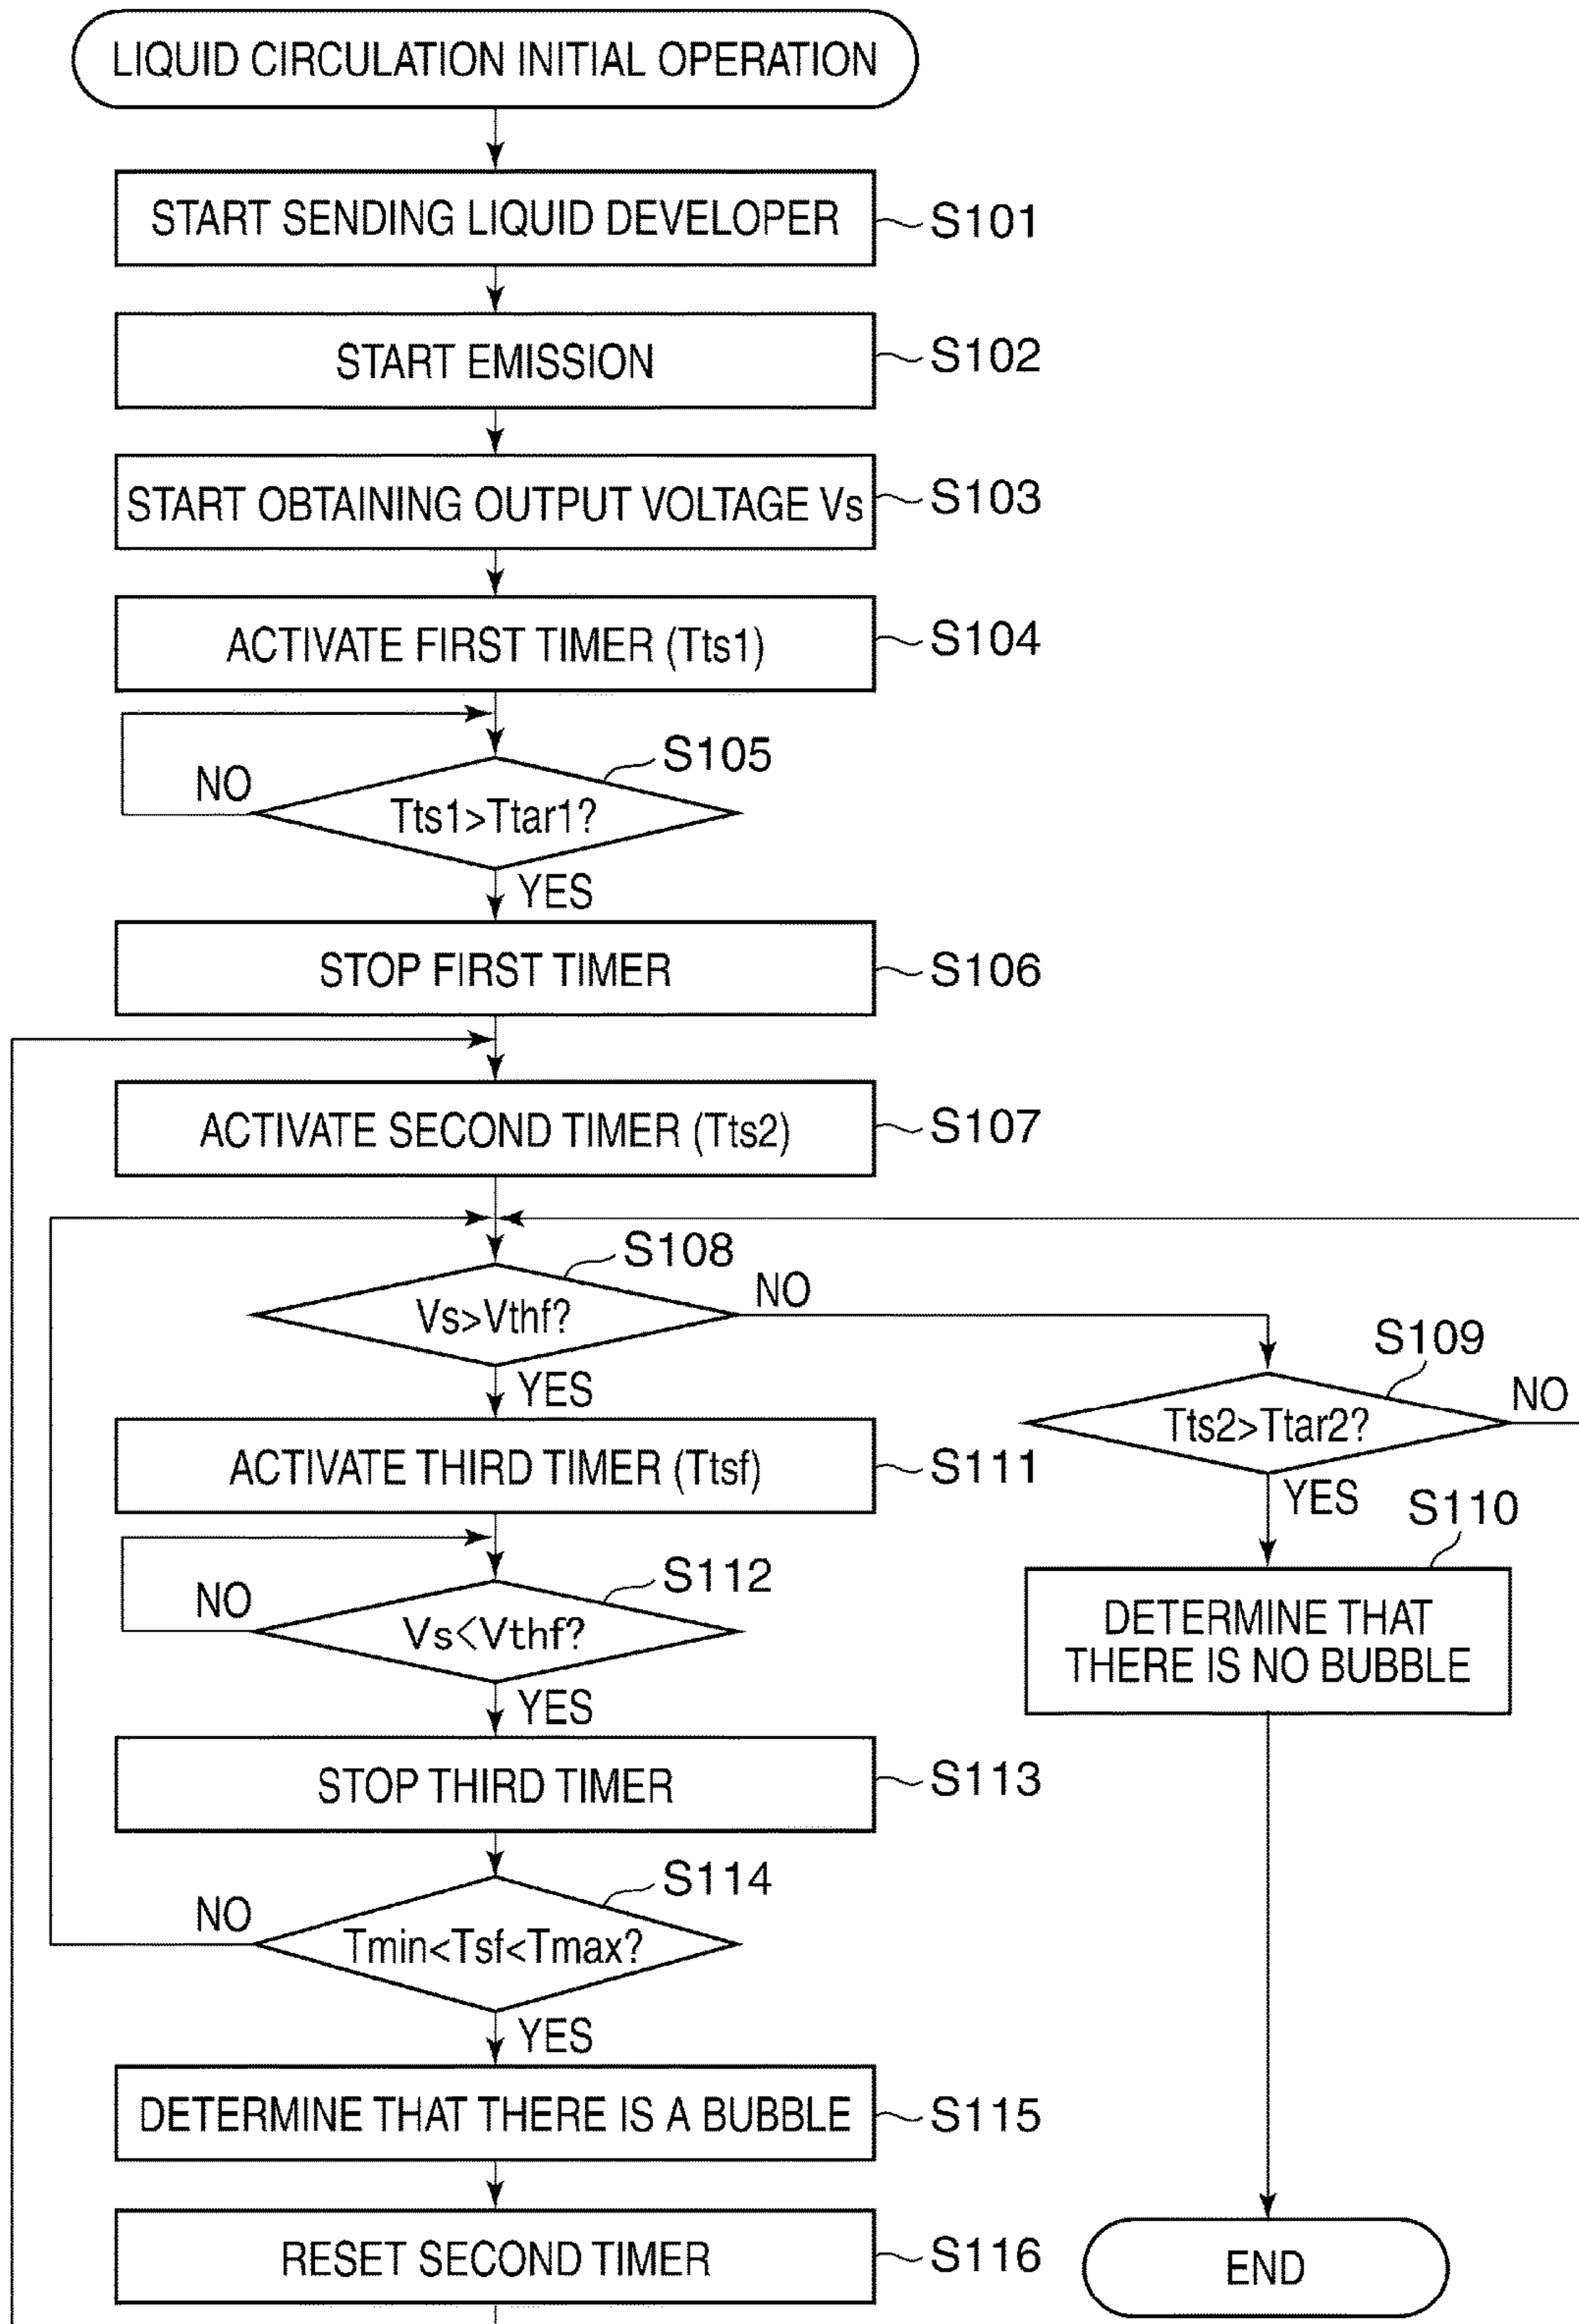 LIQUID CIRCULATION INITIAL OPERATION
START SENDING LIQUID DEVELOPER
S101
START EMISSION
S102
START OBTAINING OUTPUT VOLTAGE Vs
S103
ACTIVATE FIRST TIMER (Tts1)
S104
S105
NO
Tts1>Ttar1?
YES
STOP FIRST TIMER
S106
ACTIVATE SECOND TIMER (Tts2)
S107
S108
Vs>Vthf?
NO
YES
S109
Tts2>Ttar2?
NO
YES
S110
DETERMINE THAT
THERE IS NO BUBBLE
ACTIVATE THIRD TIMER (Ttsf)
S111
S112
NO
Vs<Vthf?
YES
STOP THIRD TIMER
S113
S114
NO
Tmin<Tsf<Tmax?
YES
DETERMINE THAT THERE IS A BUBBLE
S115
RESET SECOND TIMER
S116
END